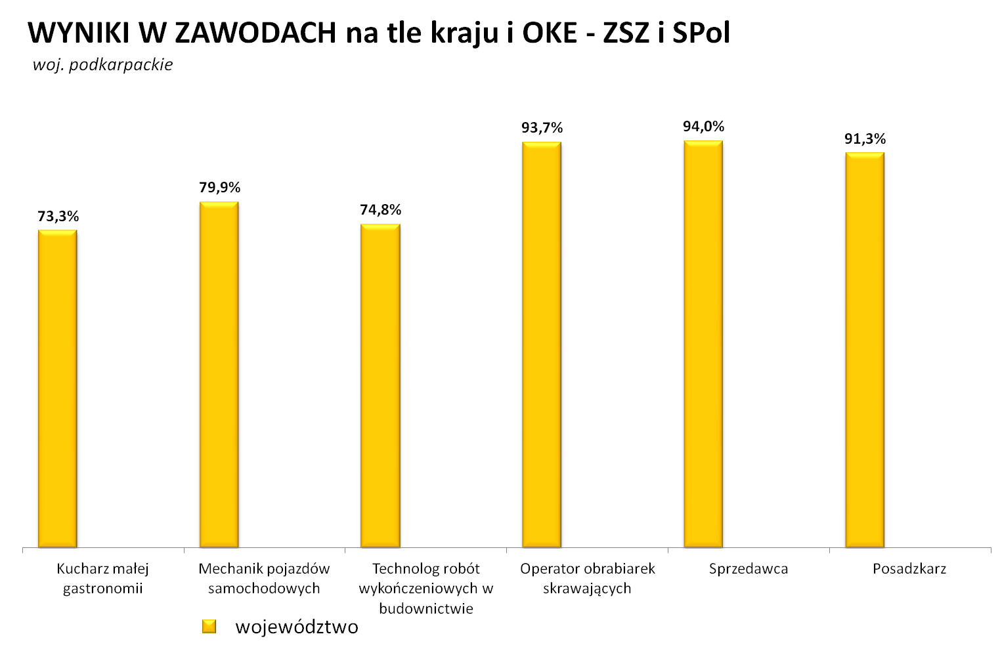 WYNIKI W ZAWODACH na tle kraju i OKE - ZSZ i SPol
woj. podkarpackie
73,3%
79,9%
74,8%
93,7%
94,0%
91,3%
Kucharz małej
gastronomii
Mechanik pojazdów
samochodowych
Technolog robót
wykończeniowych w
budownictwie
Operator obrabiarek
skrawających
Sprzedawca
Posadzkarz
województwo